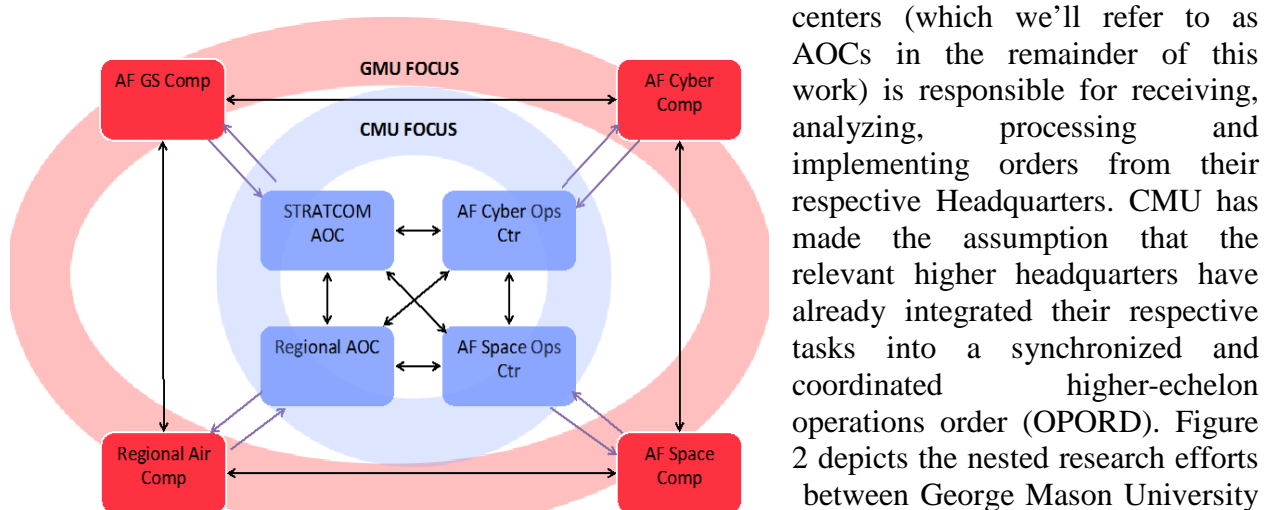 GMU FOCUS
AF GS Comp
AF Cyber
Comp
CMU FOCUS
STRATCOM
AOC
AF Cyber Ops
Ctr
Regional AOC
AF Space Ops
Ctr
Regional Air
Comp
AF Space
Comp
centers (which we’ll refer to as
AOCs in the remainder of this
work) is responsible for receiving,
analyzing, processing and
implementing orders from their
respective Headquarters. CMU has
made the assumption that the
relevant higher headquarters have
already integrated their respective
tasks into a synchronized and
coordinated higher-echelon
operations order (OPORD). Figure
2 depicts the nested research efforts
between George Mason University